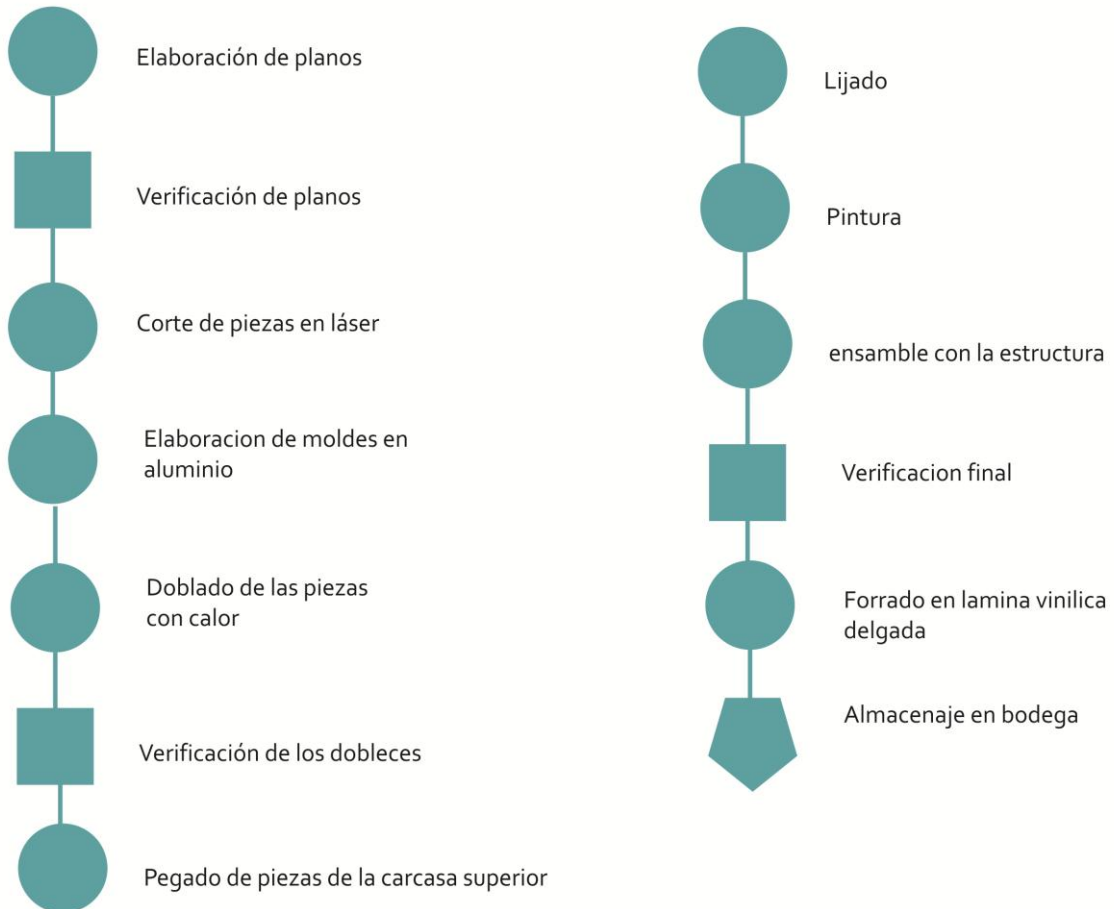 Elaboración de planos
Verificación de planos
Corte de piezas en láser
Elaboracion de moldes en
aluminio
Doblado de las piezas
con calor
Verificación de los dobleces
Pegado de piezas de la carcasa superior
Lijado
Pintura
ensamble con la estructura
Verificacion final
Forrado en lamina vinilica
delgada
Almacenaje en bodega